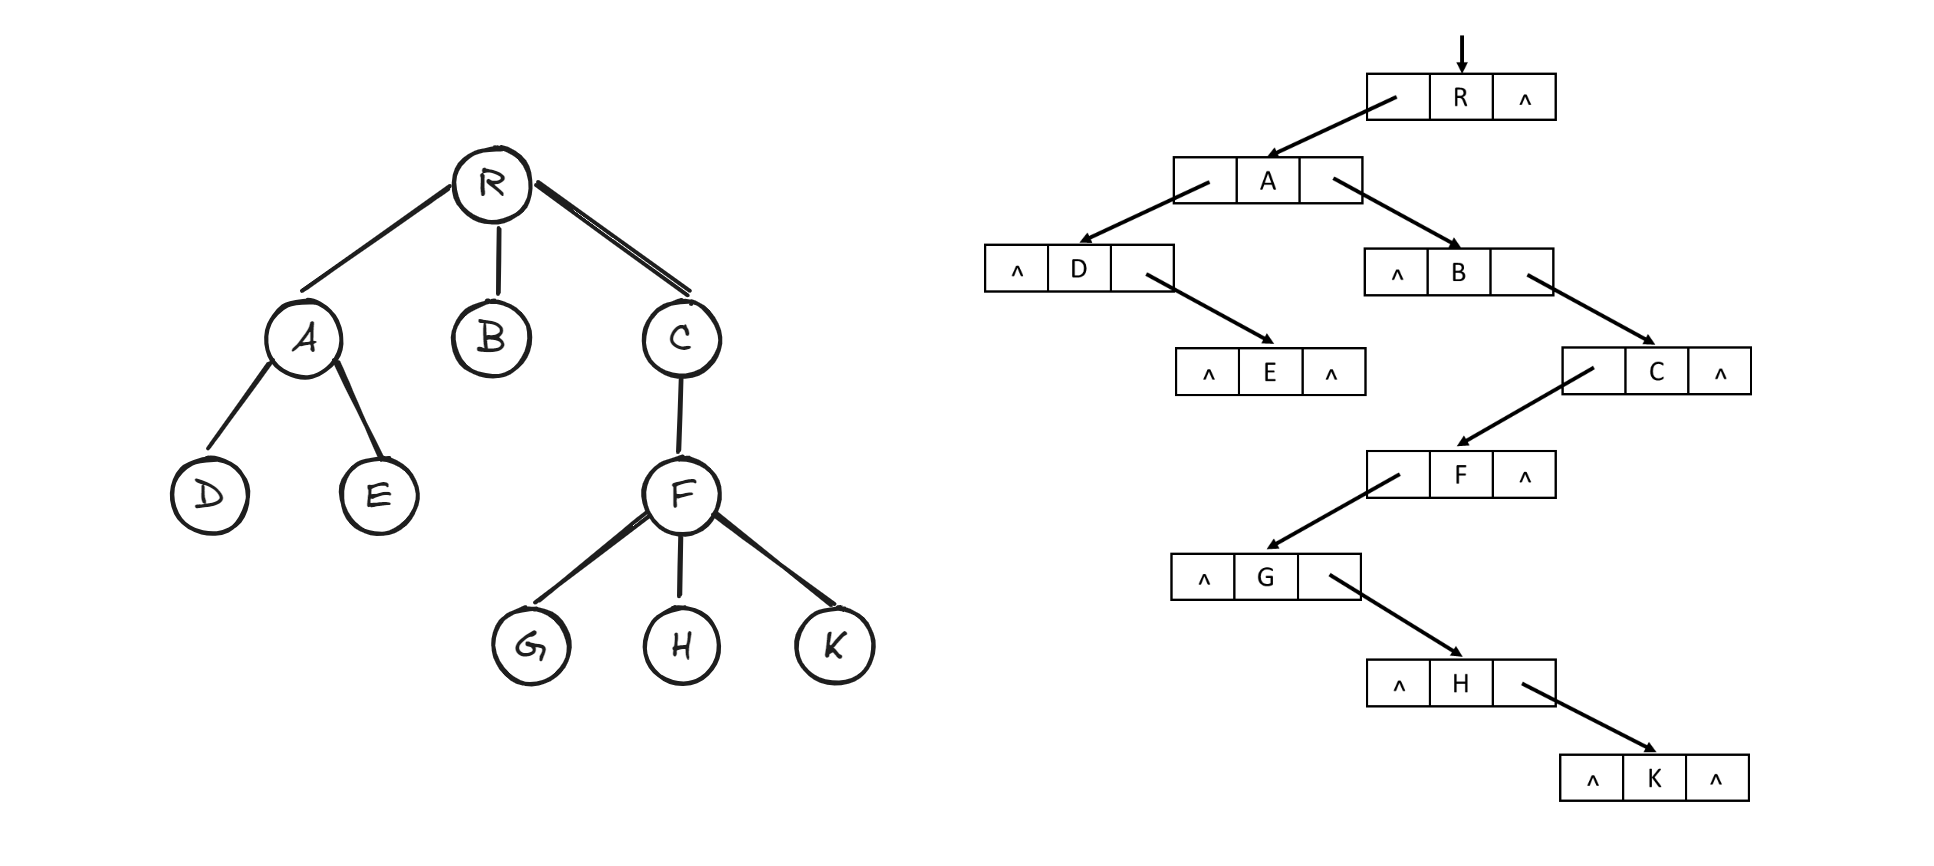 R
A B C
D E F
G H K
R ^
A
^ D
^ B
^ E ^
C ^
F ^
^ G
^ H
^ K ^